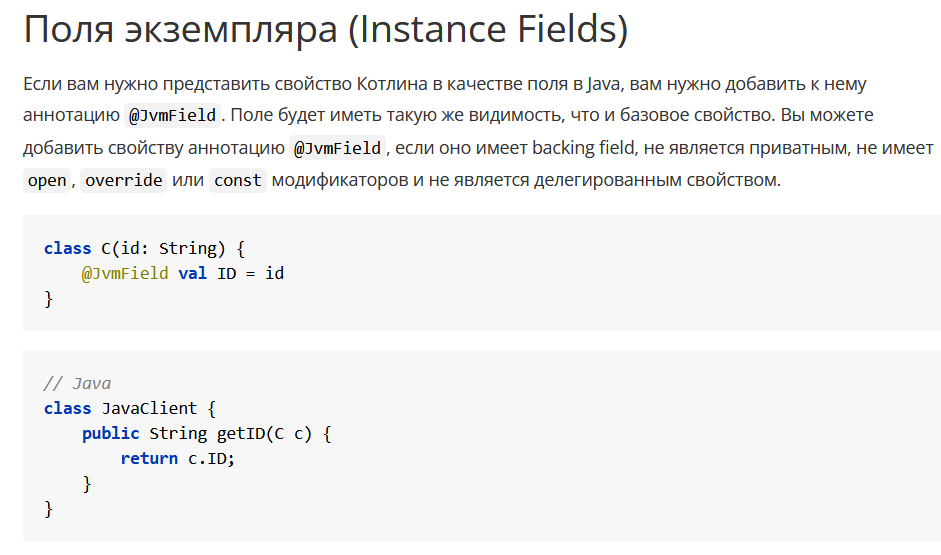 Поля экземпляра (Instance Fields)
Если вам нужно представить свойство Котлина в качестве поля в Java, вам нужно добавить к нему
аннотацию @JvmField. Поле будет иметь такую же видимость, что и базовое свойство. Вы можете
добавить свойству аннотацию @JvmField, если оно имеет backing field, не является приватным, не имеет
open, override или const модификаторов и не является делегированным свойством.
class C(id: String) {
    @JvmField val ID = id
}
// Java
class JavaClient {
    public String getID(C c) {
        return c.ID;
    }
}